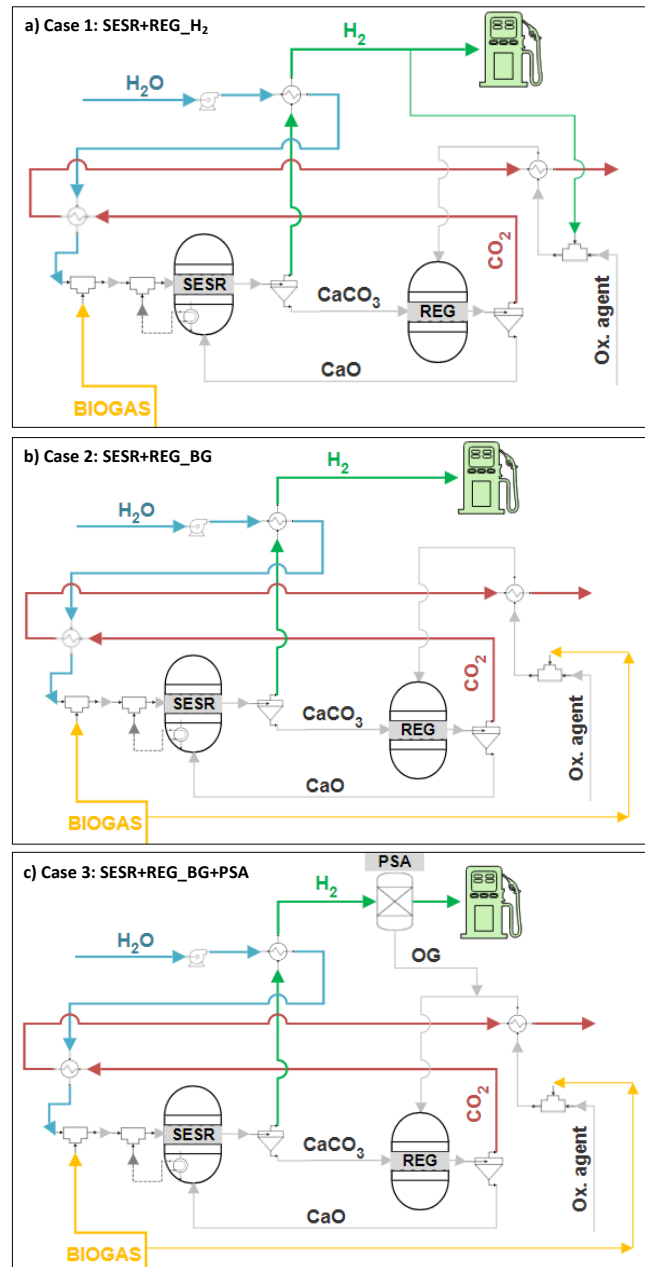 a) Case 1: SESR+REG_H₂
H₂
H₂O
CO₂
SESR
CaCO₃
REG
CaO
Ox. agent
BIOGAS
b) Case 2: SESR+REG_BG
H₂
H₂O
CO₂
SESR
CaCO₃
REG
CaO
Ox. agent
BIOGAS
c) Case 3: SESR+REG_BG+PSA
PSA
H₂
H₂O
OG
CO₂
SESR
CaCO₃
REG
CaO
Ox. agent
BIOGAS